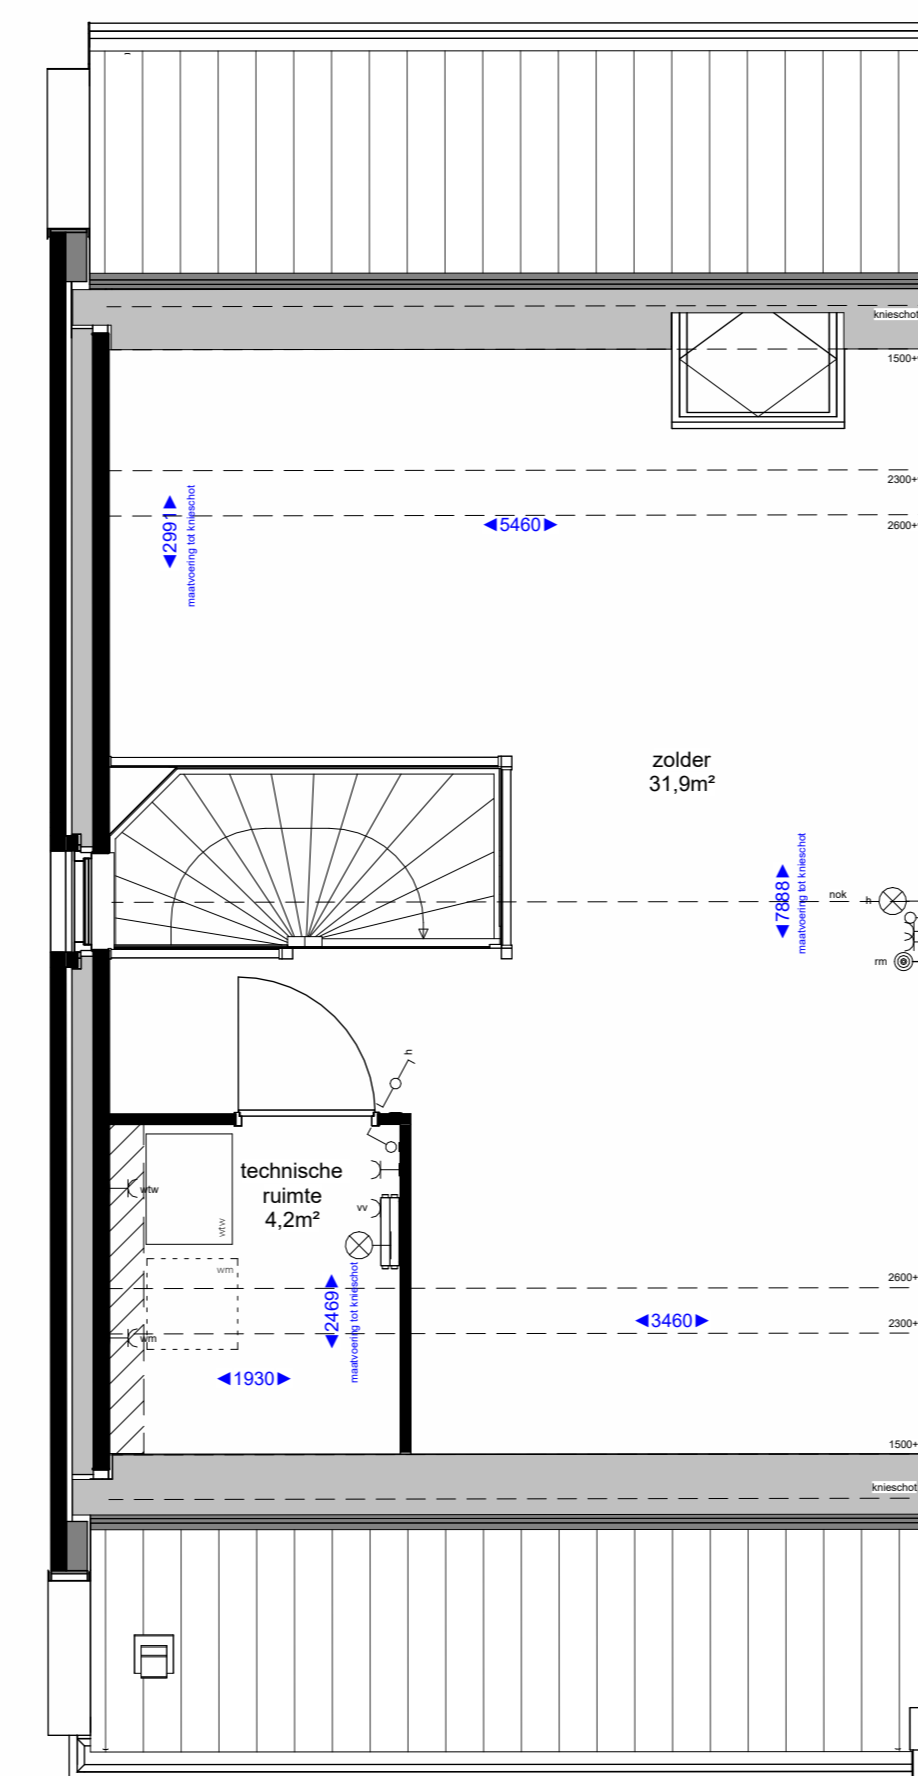 knieschot
1500+
2300+
2600+
◄2991►
maatvoering tot knieschot
◄5460►
zolder
31,9m²
◄7888►
maatvoering tot knieschot
nok
h
rm
h
technische
ruimte
4,2m²
wtw
wtw
vv
wm
wm
◄2469►
maatvoering tot knieschot
◄1930►
2600+
◄3460►
2300+
1500+
knieschot